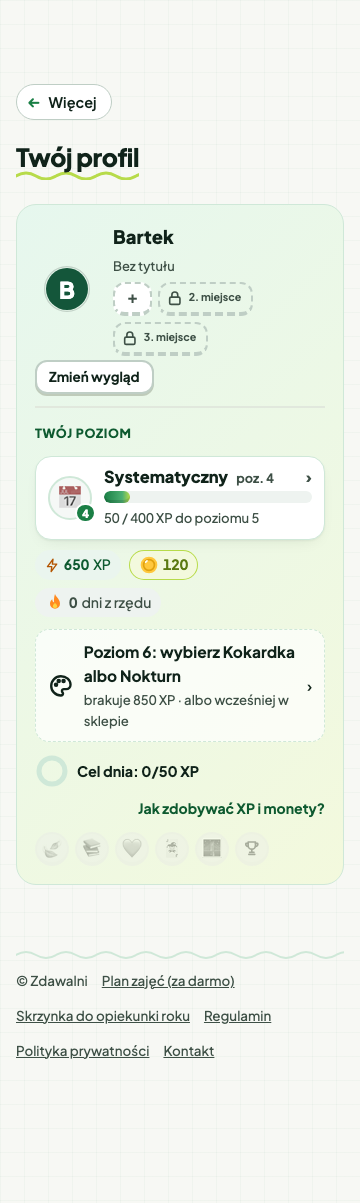 ← Więcej
Twój profil
B
Bartek
Bez tytułu
+ 2. miejsce
3. miejsce
Zmień wygląd
TWÓJ POZIOM
17
4
Systematyczny poz. 4 ›
50 / 400 XP do poziomu 5
650 XP 120
0 dni z rzędu
Poziom 6: wybierz Kokardka
albo Nokturn
›
brakuje 850 XP · albo wcześniej w
sklepie
Cel dnia: 0/50 XP
Jak zdobywać XP i monety?
© Zdawalni Plan zajęć (za darmo)
Skrzynka do opiekunki roku Regulamin
Polityka prywatności Kontakt